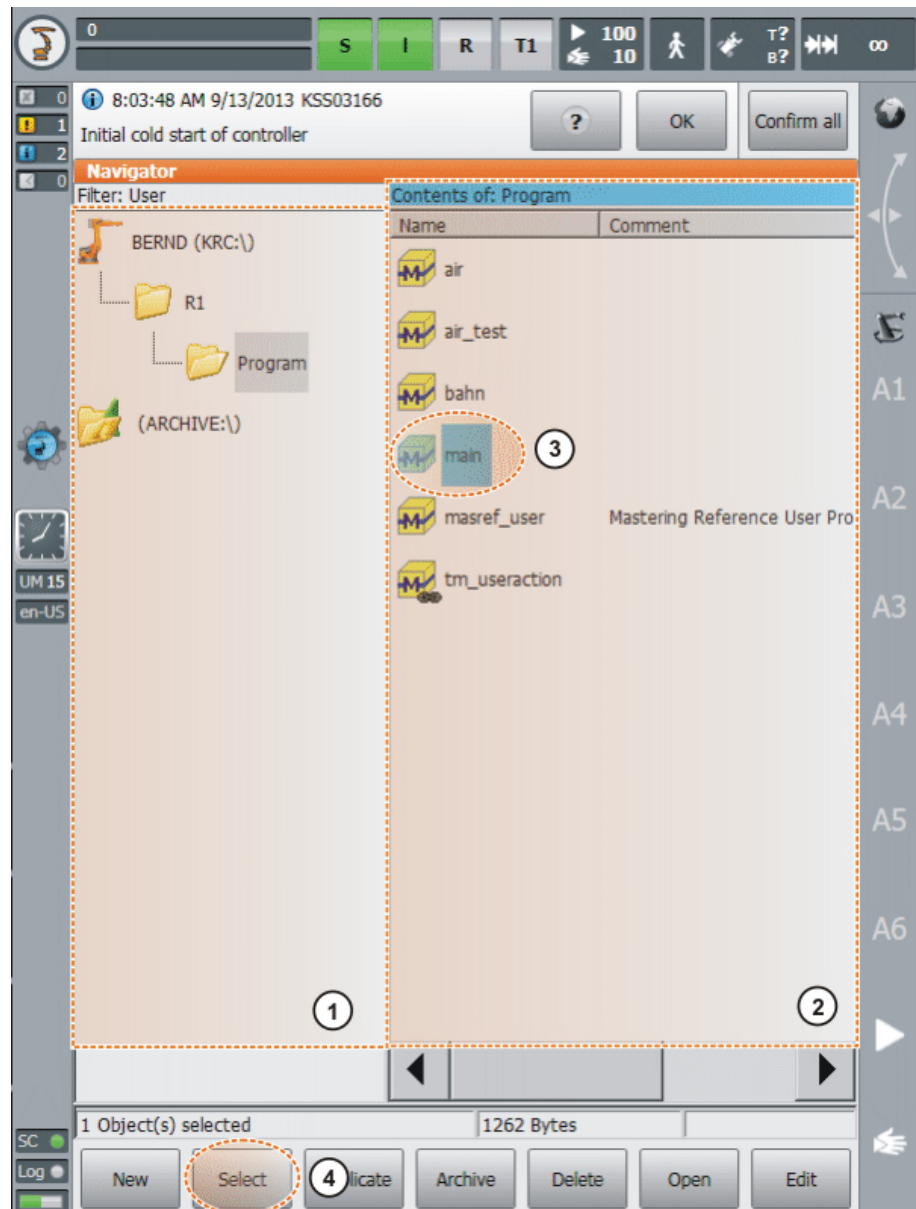 0
S I R T1 100 10 T? B? ∞
0 8:03:48 AM 9/13/2013 KSS03166
1 Initial cold start of controller ? OK Confirm all
2
0 Navigator
Filter: User Contents of: Program
Name Comment
BERND (KRC:\)
R1
Program
(ARCHIVE:\)
air
air_test
bahn
main 3
masref_user Mastering Reference User Pro
tm_useraction
UM 15
en-US
A1
A2
A3
A4
A5
A6
1 2
1 Object(s) selected 1262 Bytes
SC
Log
New Select 4 licate Archive Delete Open Edit